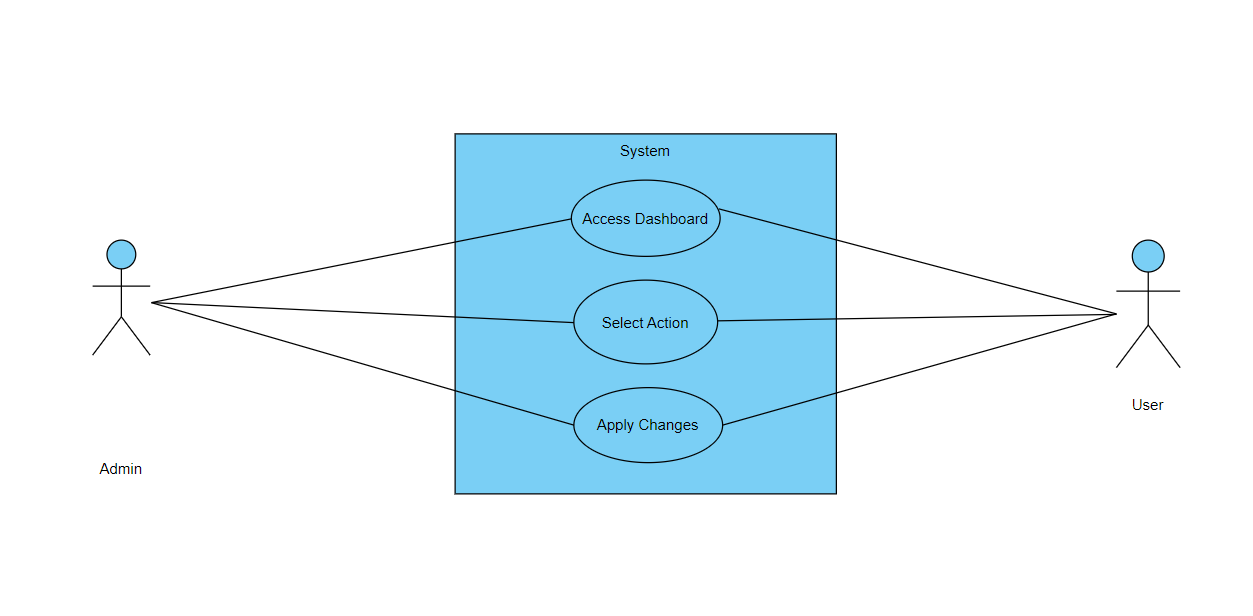 System
Access Dashboard
Select Action
Apply Changes
User
Admin